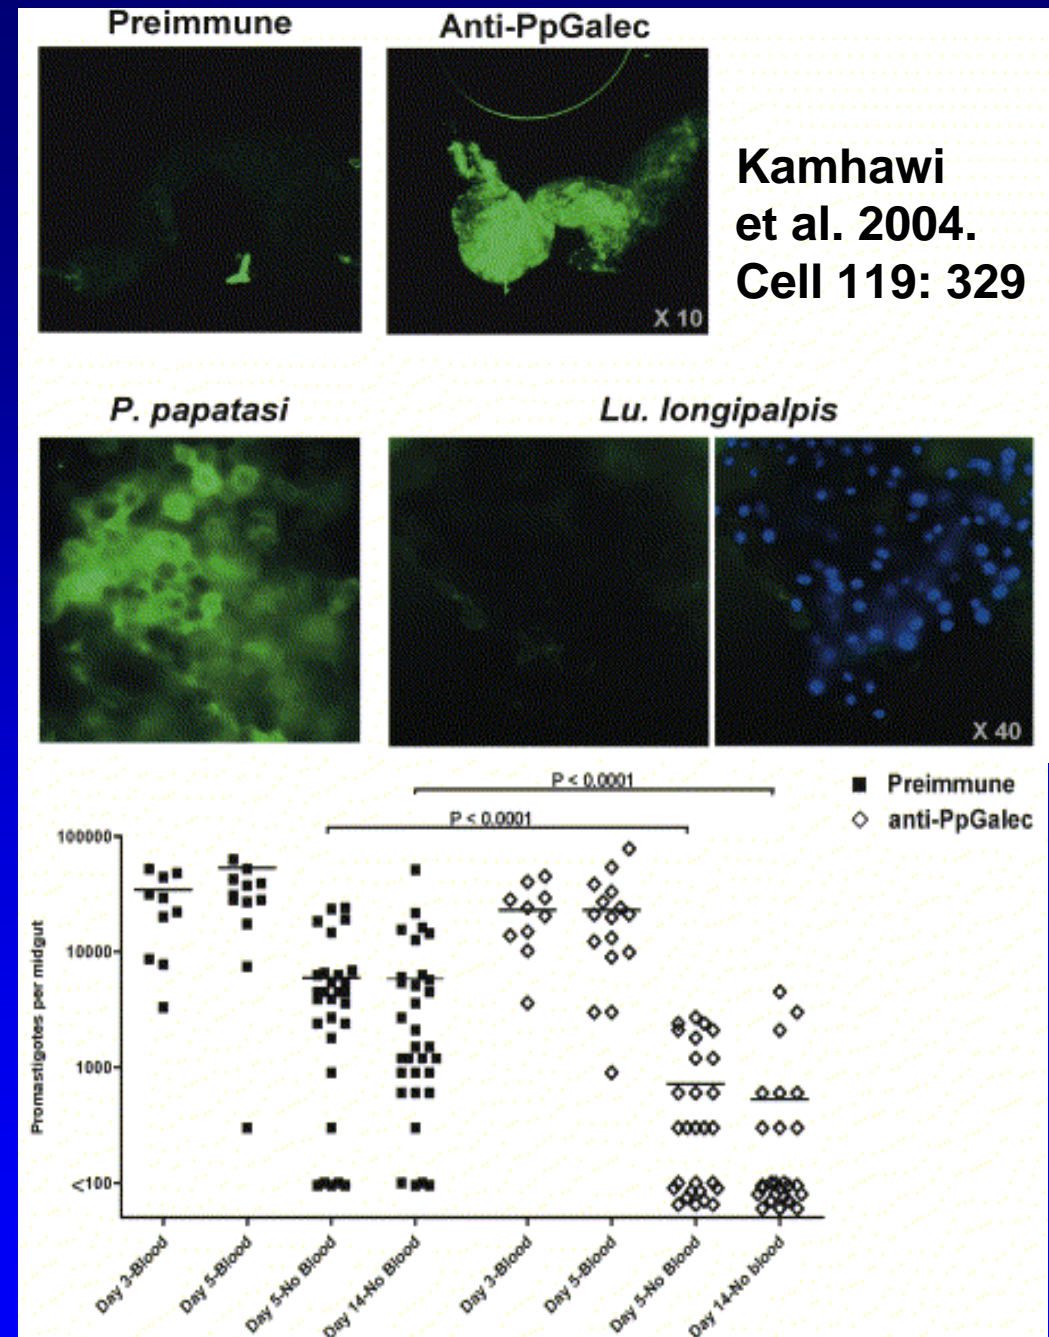 Preimmune
Anti-PpGalec
Kamhawi
et al. 2004.
Cell 119: 329
X 10
P. papatasi
Lu. longipalpis
X 40
P < 0.0001
P < 0.0001
Preimmune
anti-PpGalec
Promastigotes per midgut
100000
10000
1000
<100
Day 3-Blood
Day 5-Blood
Day 5-No Blood
Day 14-No Blood
Day 3-Blood
Day 5-Blood
Day 5-No Blood
Day 14-No blood